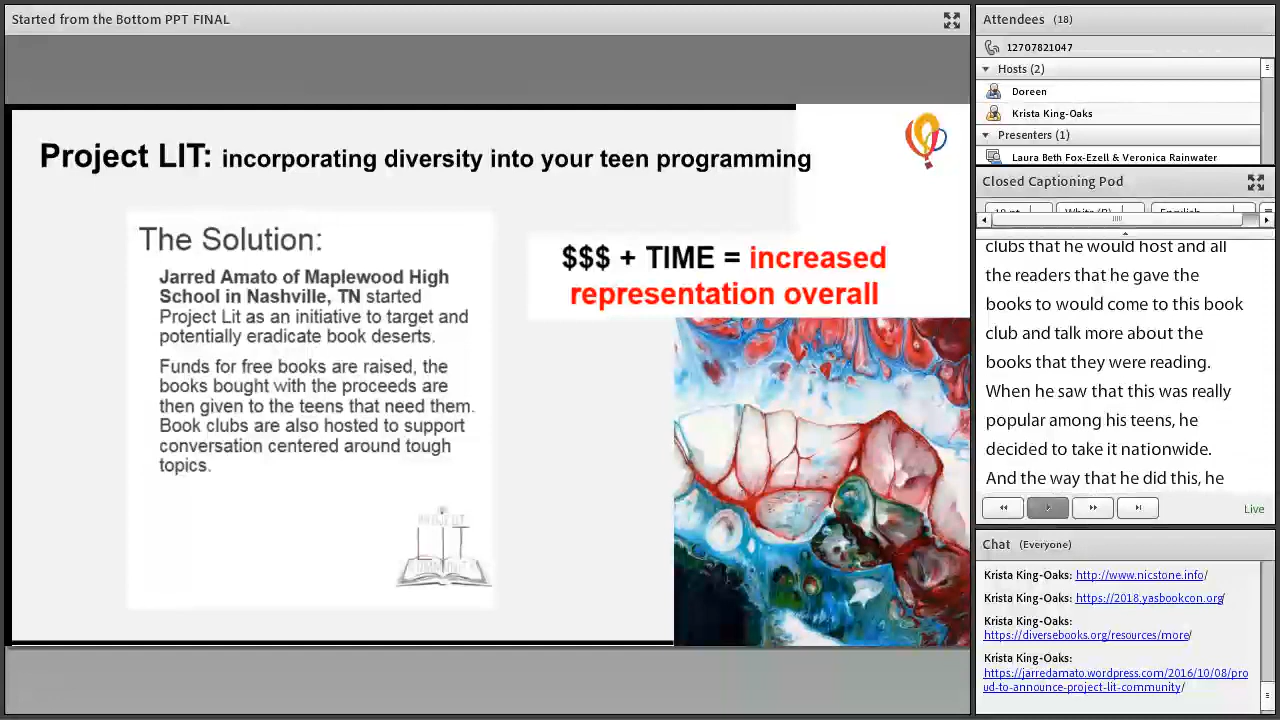 Started from the Bottom PPT FINAL
Project LIT: incorporating diversity into your teen programming
The Solution:
Jarred Amato of Maplewood High
School in Nashville, TN started
Project Lit as an initiative to target and
potentially eradicate book deserts.
Funds for free books are raised, the
books bought with the proceeds are
then given to the teens that need them.
Book clubs are also hosted to support
conversation centered around tough
topics.
PROJECT
LIT
COMMUNITY
$$$ + TIME = increased
representation overall
Attendees (18)
12707821047
Hosts (2)
Doreen
Krista King-Oaks
Presenters (1)
Laura Beth Fox-Ezell & Veronica Rainwater
Closed Captioning Pod
clubs that he would host and all
the readers that he gave the
books to would come to this book
club and talk more about the
books that they were reading.
When he saw that this was really
popular among his teens, he
decided to take it nationwide.
And the way that he did this, he
Live
Chat (Everyone)
Krista King-Oaks: http://www.nicstone.info/
Krista King-Oaks: https://2018.yasbookcon.org/
Krista King-Oaks:
https://diversebooks.org/resources/more/
Krista King-Oaks:
https://jarredamato.wordpress.com/2016/10/08/pro
ud-to-announce-project-lit-community/